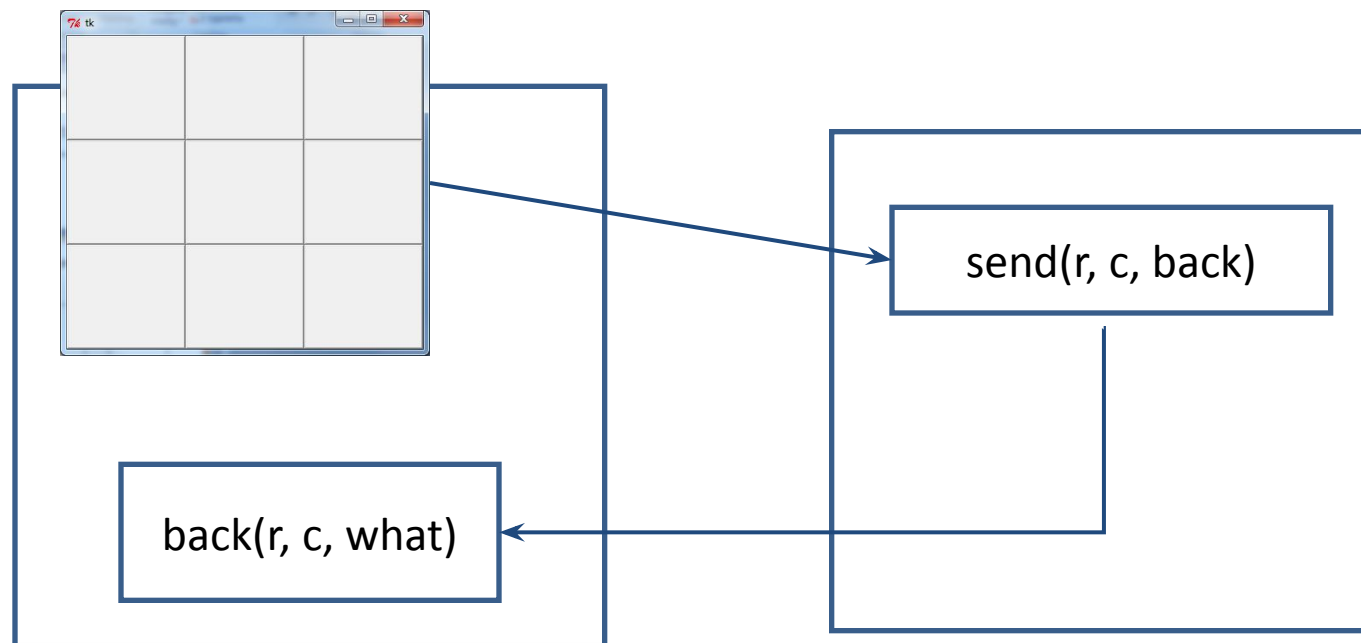 tk
send(r, c, back)
back(r, c, what)